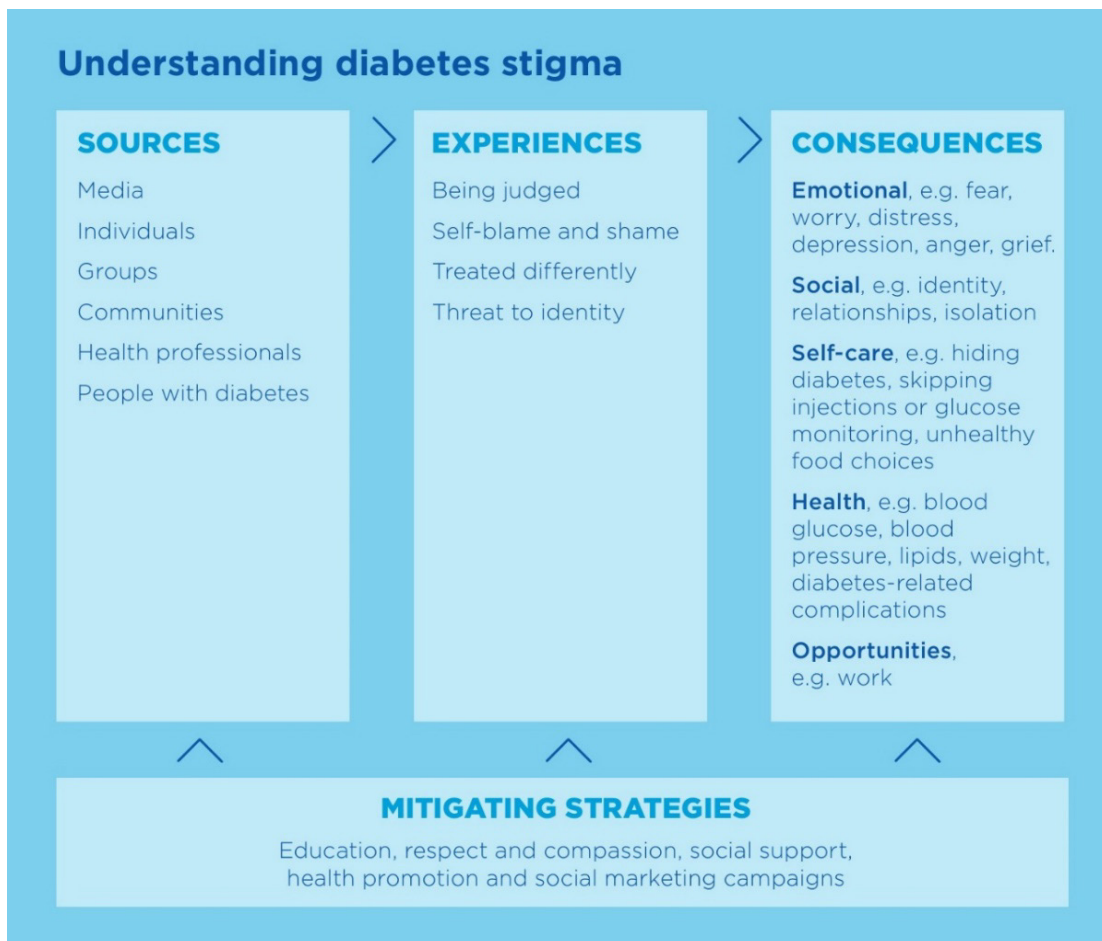 Understanding diabetes stigma
SOURCES
Media
Individuals
Groups
Communities
Health professionals
People with diabetes
EXPERIENCES
Being judged
Self-blame and shame
Treated differently
Threat to identity
CONSEQUENCES
Emotional, e.g. fear,
worry, distress,
depression, anger, grief.
Social, e.g. identity,
relationships, isolation
Self-care, e.g. hiding
diabetes, skipping
injections or glucose
monitoring, unhealthy
food choices
Health, e.g. blood
glucose, blood
pressure, lipids, weight,
diabetes-related
complications
Opportunities,
e.g. work
MITIGATING STRATEGIES
Education, respect and compassion, social support,
health promotion and social marketing campaigns